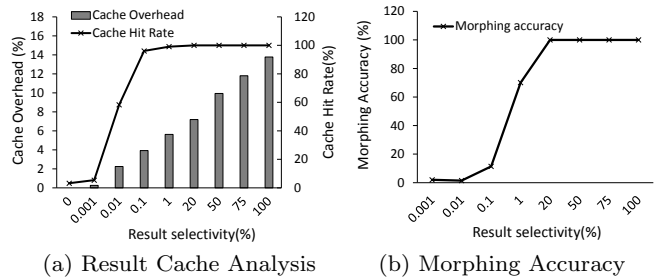 Cache Overhead
Cache Hit Rate
Cache Overhead (%)
18
16
14
12
10
8
6
4
2
0
120
100
80
60
40
20
0
Cache Hit Rate(%)
0 0.001 0.01 0.1 1 20 50 75 100
Result selectivity(%)
(a) Result Cache Analysis
Morphing accuracy
Morphing Accuracy (%)
120
100
80
60
40
20
0
0.001 0.01 0.1 1 20 50 75 100
Result selectivity(%)
(b) Morphing Accuracy